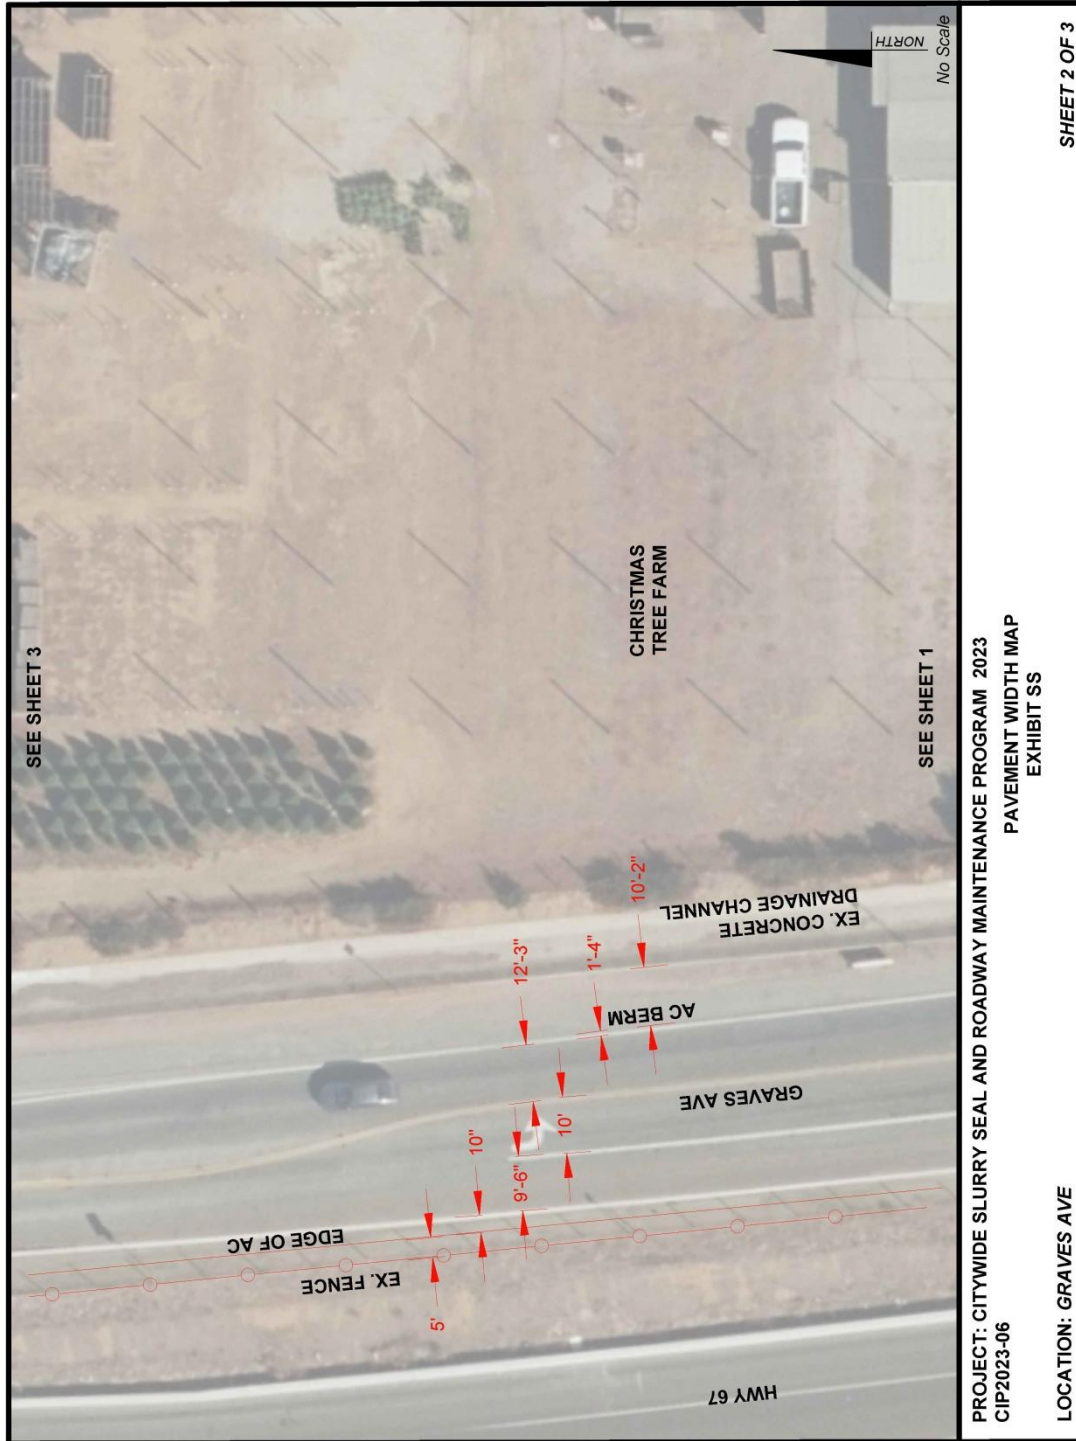 SEE SHEET 3
NORTH
No Scale
CHRISTMAS
TREE FARM
12'-3"
1'-4"
10'-2"
EX. CONCRETE
DRAINAGE CHANNEL
AC BERM
GRAVES AVE
10"
9'-6"
10'
EDGE OF AC
EX. FENCE
5'
HWY 67
SEE SHEET 1
PROJECT: CITYWIDE SLURRY SEAL AND ROADWAY MAINTENANCE PROGRAM 2023
CIP2023-06
PAVEMENT WIDTH MAP
EXHIBIT SS
LOCATION: GRAVES AVE
SHEET 2 OF 3